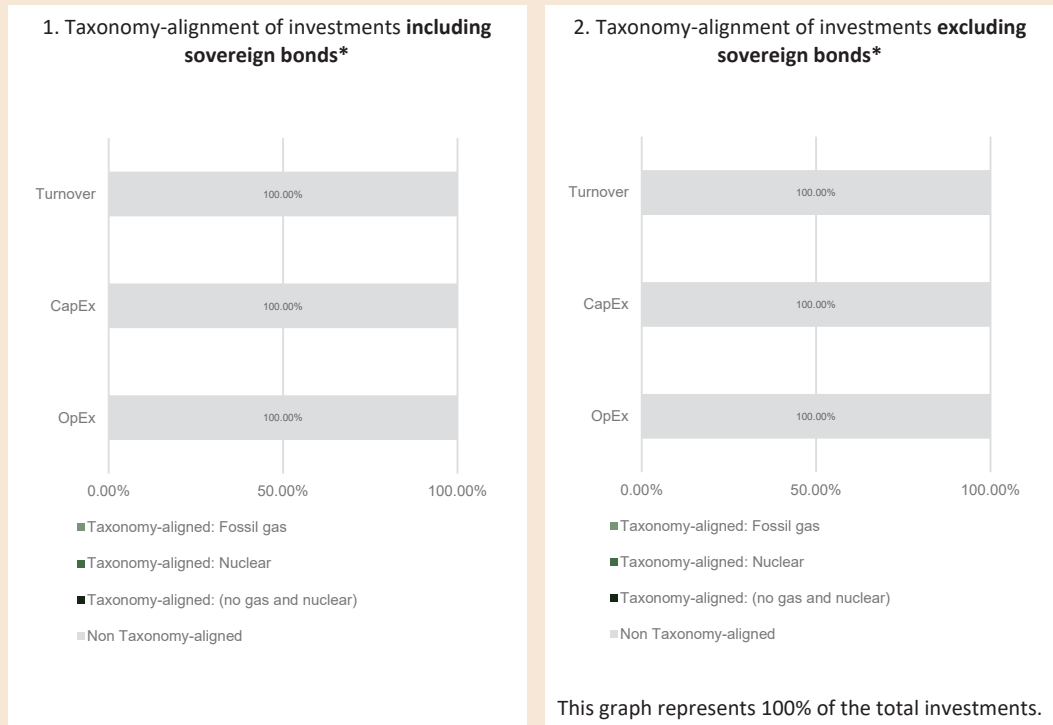 1. Taxonomy-alignment of investments including
sovereign bonds*
Turnover
100.00%
CapEx
100.00%
OpEx
100.00%
0.00%
50.00%
100.00%
Taxonomy-aligned: Fossil gas
Taxonomy-aligned: Nuclear
Taxonomy-aligned: (no gas and nuclear)
Non Taxonomy-aligned
2. Taxonomy-alignment of investments excluding
sovereign bonds*
Turnover
100.00%
CapEx
100.00%
OpEx
100.00%
0.00%
50.00%
100.00%
Taxonomy-aligned: Fossil gas
Taxonomy-aligned: Nuclear
Taxonomy-aligned: (no gas and nuclear)
Non Taxonomy-aligned
This graph represents 100% of the total investments.